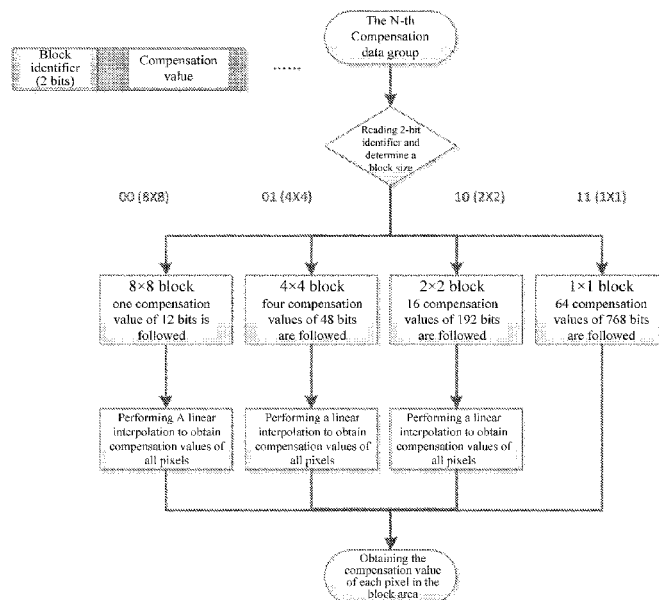 The N-th
Compensation
data group
Block
identifier
(2 bits)
Compensation
value
......
Reading 2-bit
identifier and
determine a
block size
00 (8X8)
01 (4X4)
10 (2X2)
11 (1X1)
8×8 block
one compensation
value of 12 bits is
followed
4×4 block
four compensation
values of 48 bits
are followed
2×2 block
16 compensation
values of 192 bits
are followed
1×1 block
64 compensation
values of 768 bits
are followed
Performing A linear
interpolation to obtain
compensation values of
all pixels
Performing a linear
interpolation to obtain
compensation values of
all pixels
Performing a linear
interpolation to obtain
compensation values of
all pixels
Obtaining the
compensation value
of each pixel in the
block area